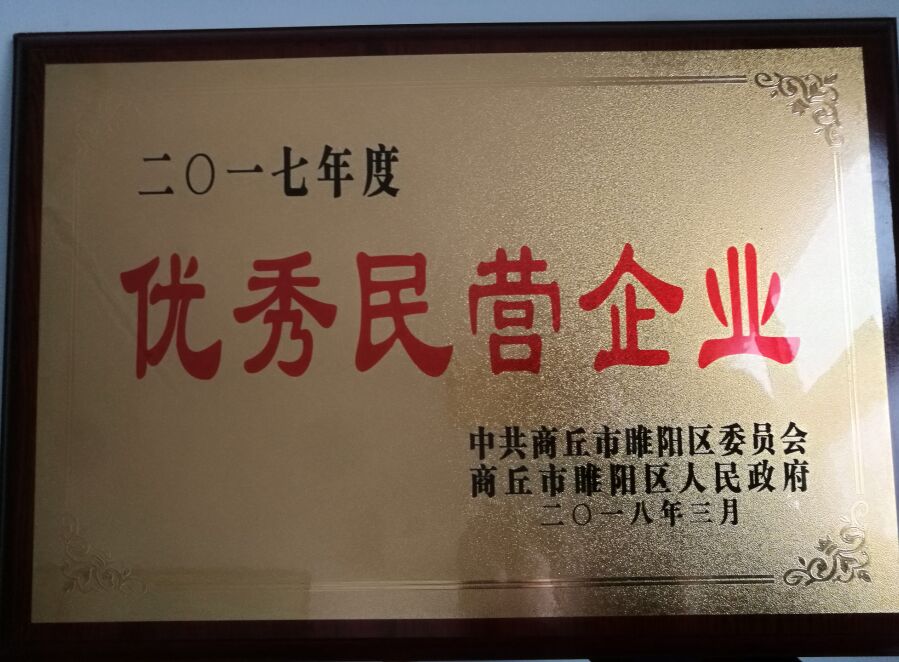 二〇一七年度
优秀民营企业
中共商丘市睢阳区委员会
商丘市睢阳区人民政府
二〇一八年三月